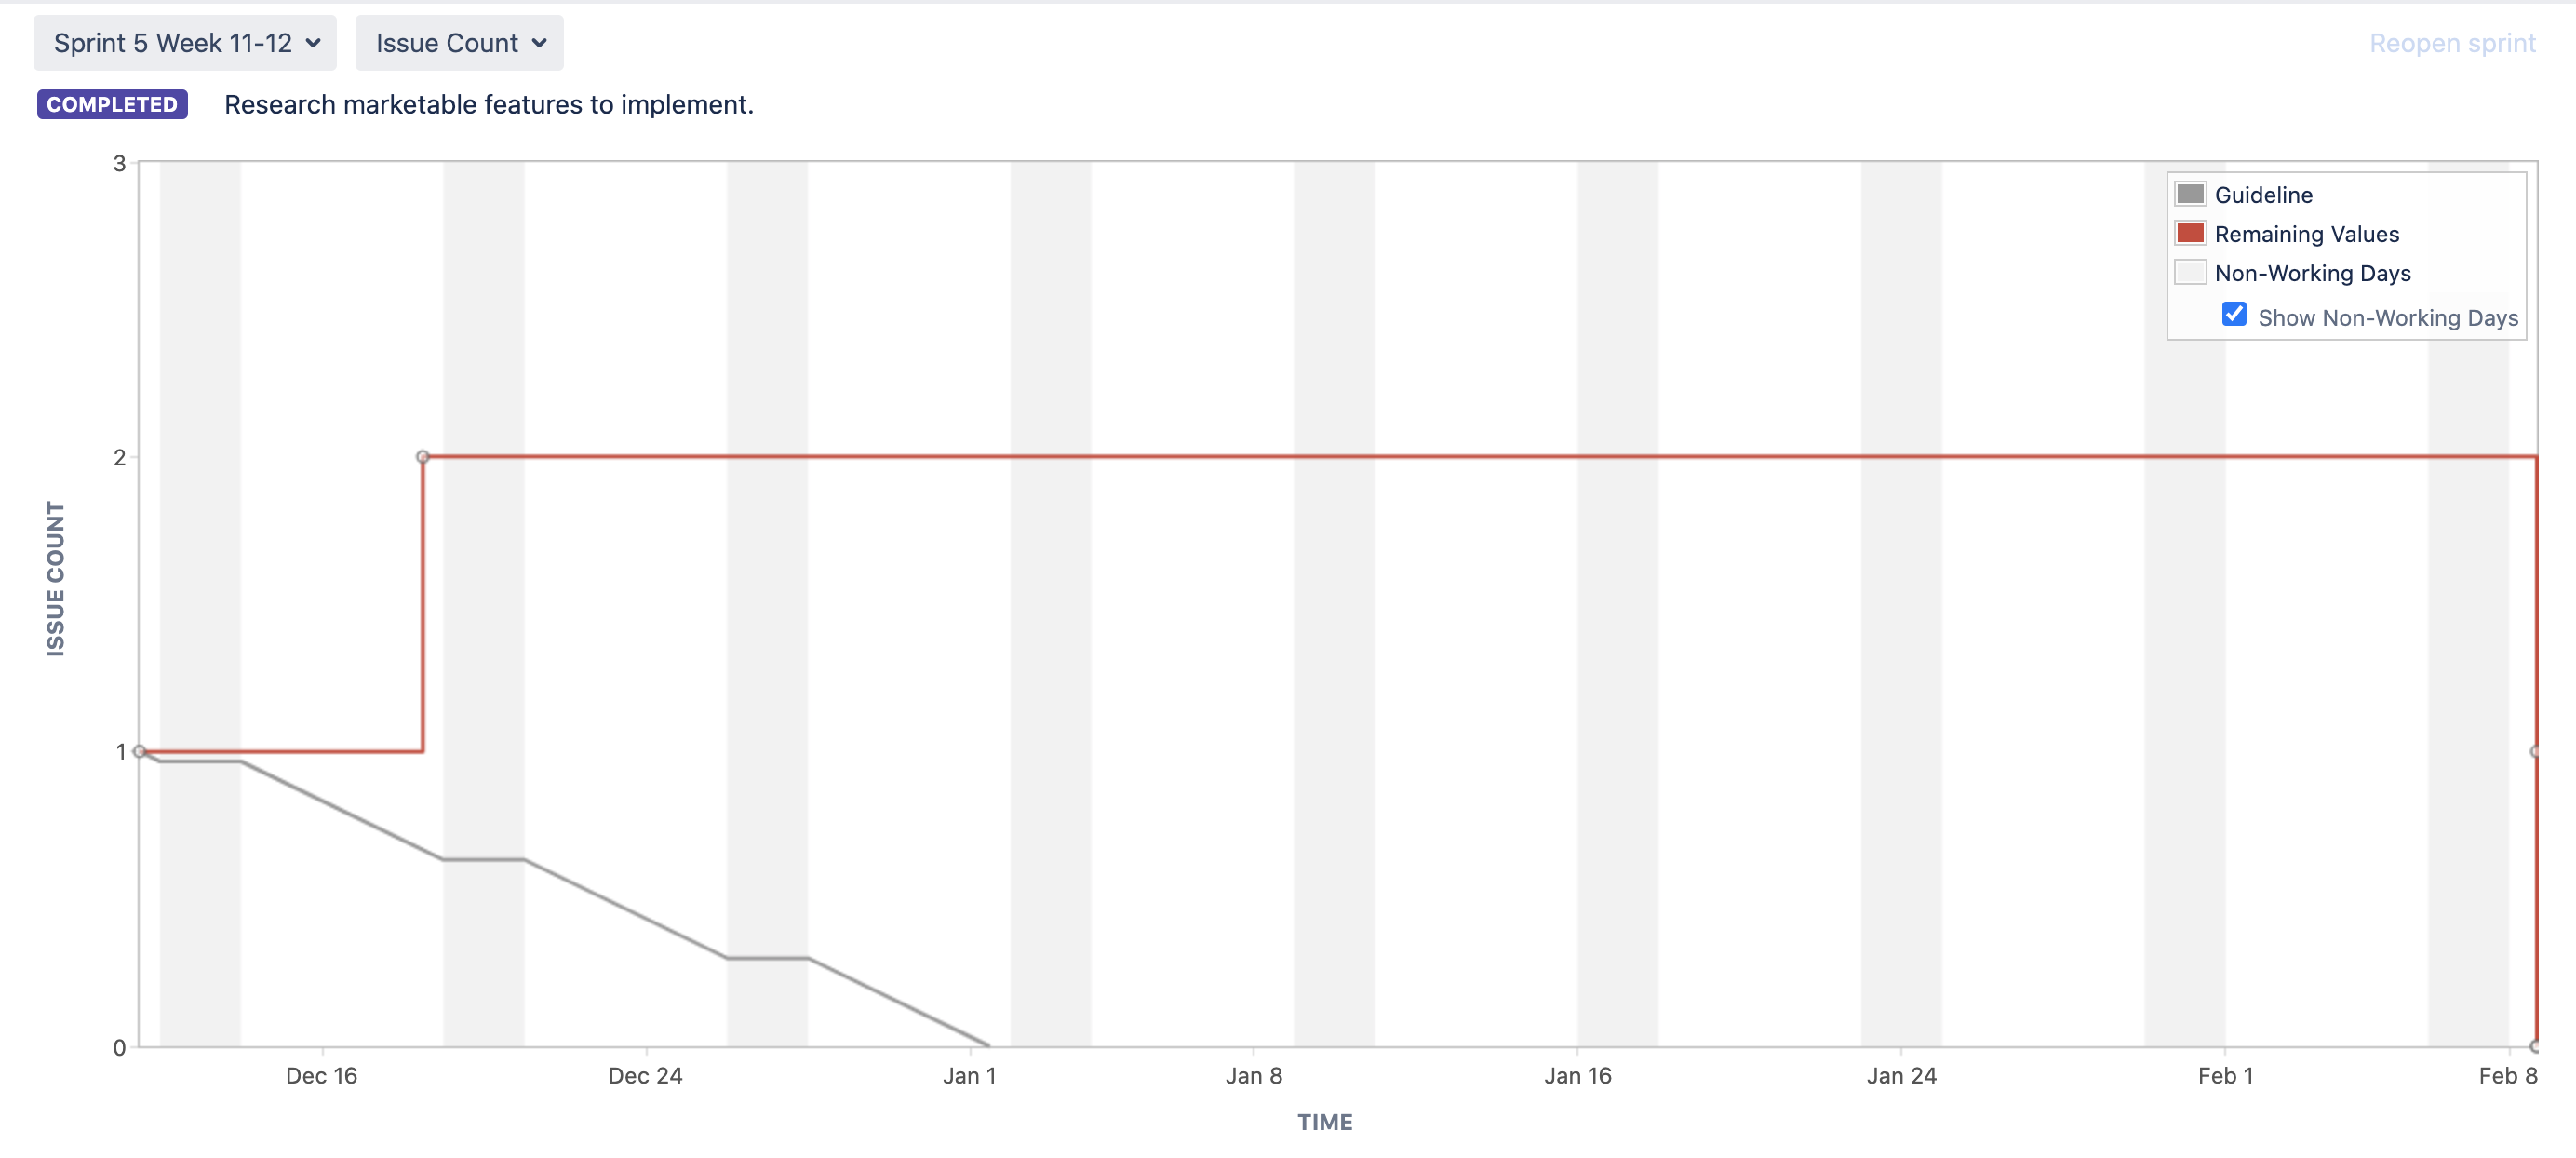 Sprint 5 Week 11-12 Issue Count Reopen sprint
COMPLETED Research marketable features to implement.
3
Guideline
Remaining Values
Non-Working Days
Show Non-Working Days
2
ISSUE COUNT
1
0
Dec 16 Dec 24 Jan 1 Jan 8 Jan 16 Jan 24 Feb 1 Feb 8
TIME